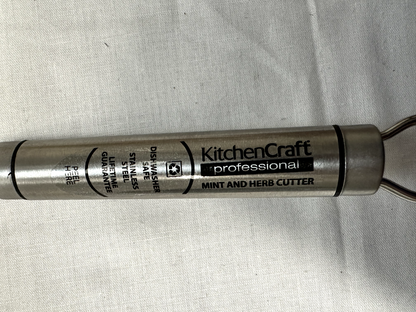 KitchenCraft
professional
MINT AND HERB CUTTER
DISHWASHER
SAFE
STAINLESS
STEEL
LIFETIME
GUARANTEE
PEEL
HERE